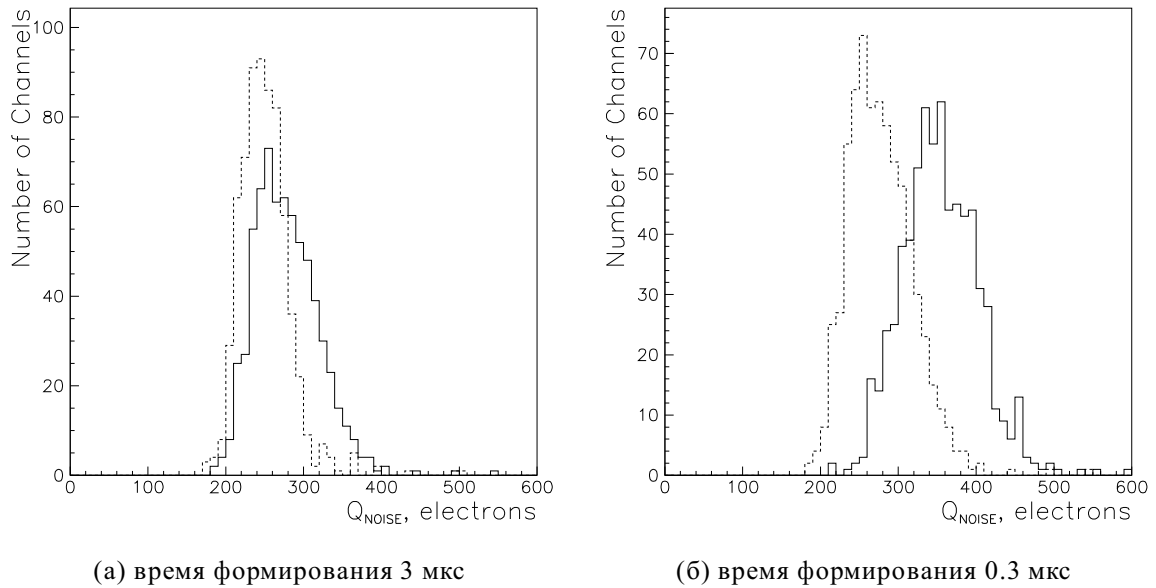 Number of Channels
100
80
60
40
20
0
0 100 200 300 400 500 600
Q_NOISE, electrons
(а) время формирования 3 мкс
Number of Channels
70
60
50
40
30
20
10
0
0 100 200 300 400 500 600
Q_NOISE, electrons
(б) время формирования 0.3 мкс